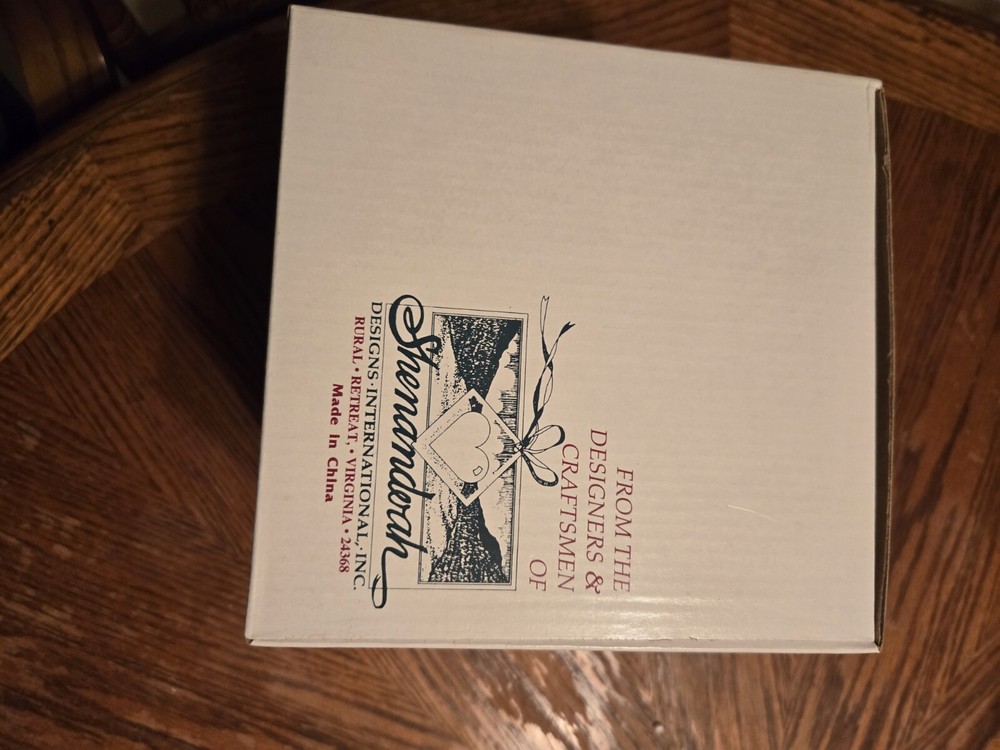 FROM THE
DESIGNERS &
CRAFTSMEN
OF
Shenandoah
DESIGNS·INTERNATIONAL,·INC.
RURAL • RETREAT, • VIRGINIA • 24368
Made in China